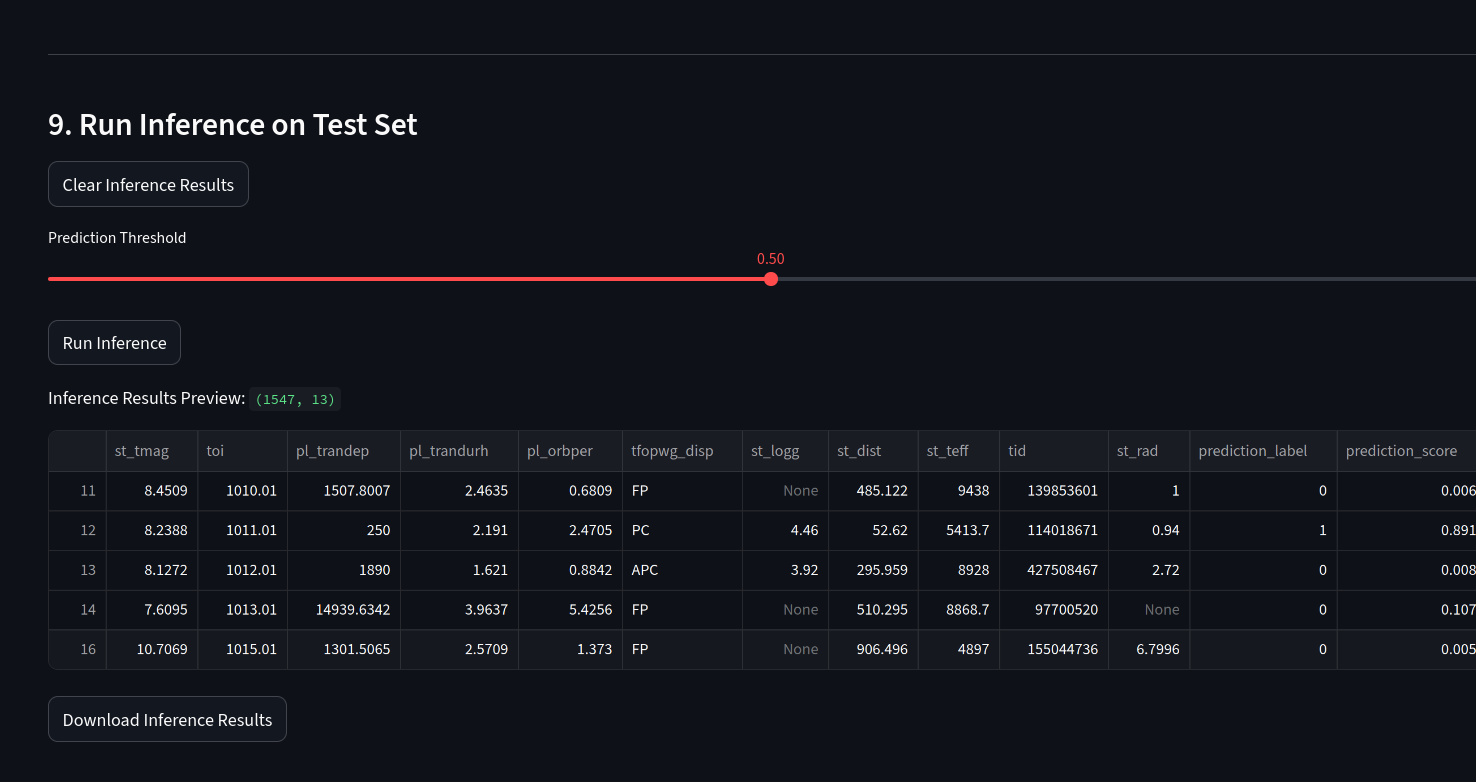 9. Run Inference on Test Set
Clear Inference Results
Prediction Threshold
0.50
Run Inference
Inference Results Preview: (1547, 13)
st_tmag toi pl_trandep pl_trandurh pl_orbper tfopwg_disp st_logg st_dist st_teff tid st_rad prediction_label prediction_score
11 8.4509 1010.01 1507.8007 2.4635 0.6809 FP None 485.122 9438 139853601 1 0 0.006
12 8.2388 1011.01 250 2.191 2.4705 PC 4.46 52.62 5413.7 114018671 0.94 1 0.891
13 8.1272 1012.01 1890 1.621 0.8842 APC 3.92 295.959 8928 427508467 2.72 0 0.008
14 7.6095 1013.01 14939.6342 3.9637 5.4256 FP None 510.295 8868.7 97700520 None 0 0.107
16 10.7069 1015.01 1301.5065 2.5709 1.373 FP None 906.496 4897 155044736 6.7996 0 0.005
Download Inference Results